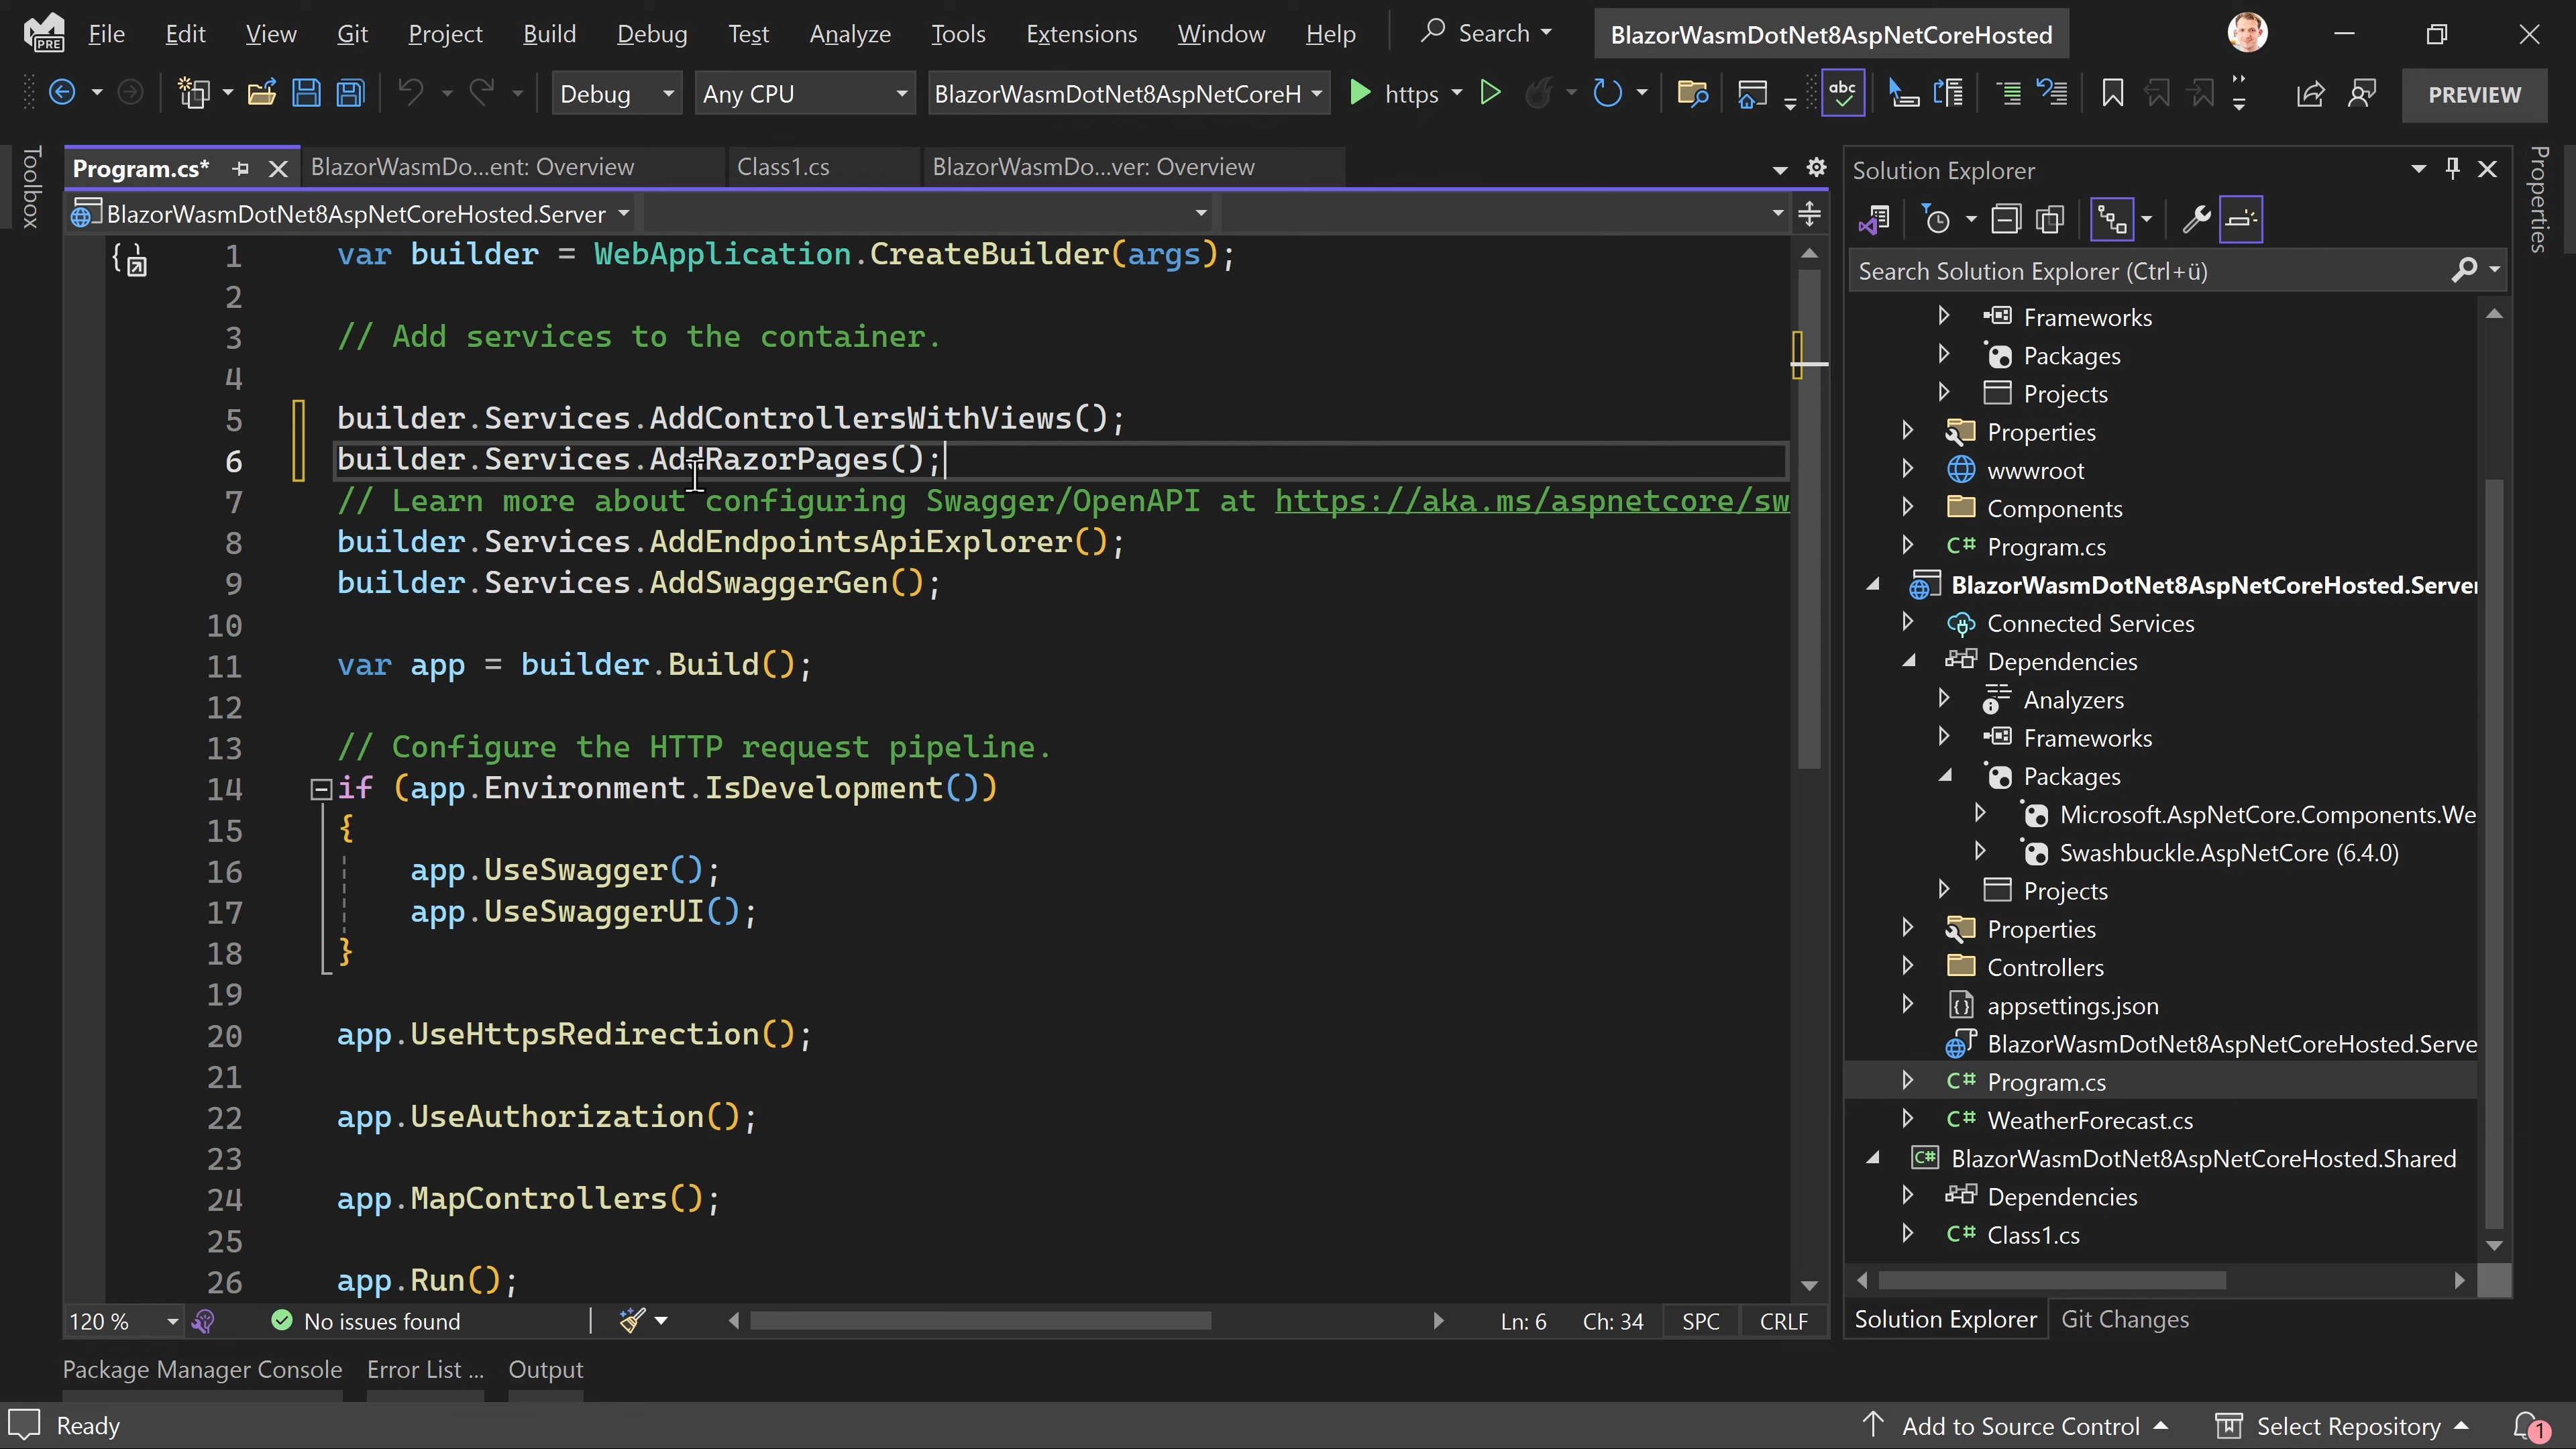 File Edit View Git Project Build Debug Test Analyze Tools Extensions Window Help Search BlazorWasmDotNet8AspNetCoreHosted
PRE
Debug Any CPU BlazorWasmDotNet8AspNetCoreH https abc PREVIEW
Toolbox
Program.cs* BlazorWasmDo...ent: Overview Class1.cs BlazorWasmDo...ver: Overview
BlazorWasmDotNet8AspNetCoreHosted.Server
1 var builder = WebApplication.CreateBuilder(args);
2
3 // Add services to the container.
4
5 builder.Services.AddControllersWithViews();
6 builder.Services.AddRazorPages();
7 // Learn more about configuring Swagger/OpenAPI at https://aka.ms/aspnetcore/sw
8 builder.Services.AddEndpointsApiExplorer();
9 builder.Services.AddSwaggerGen();
10
11 var app = builder.Build();
12
13 // Configure the HTTP request pipeline.
14 if (app.Environment.IsDevelopment())
15 {
16 app.UseSwagger();
17 app.UseSwaggerUI();
18 }
19
20 app.UseHttpsRedirection();
21
22 app.UseAuthorization();
23
24 app.MapControllers();
25
26 app.Run();
120 % No issues found Ln: 6 Ch: 34 SPC CRLF
Solution Explorer
Search Solution Explorer (Ctrl+ü)
Frameworks
Packages
Projects
Properties
wwwroot
Components
C# Program.cs
BlazorWasmDotNet8AspNetCoreHosted.Server
Connected Services
Dependencies
Analyzers
Frameworks
Packages
Microsoft.AspNetCore.Components.We
Swashbuckle.AspNetCore (6.4.0)
Projects
Properties
Controllers
appsettings.json
BlazorWasmDotNet8AspNetCoreHosted.Serve
C# Program.cs
C# WeatherForecast.cs
C# BlazorWasmDotNet8AspNetCoreHosted.Shared
Dependencies
C# Class1.cs
Solution Explorer Git Changes
Properties
Package Manager Console Error List ... Output
Ready Add to Source Control Select Repository 1